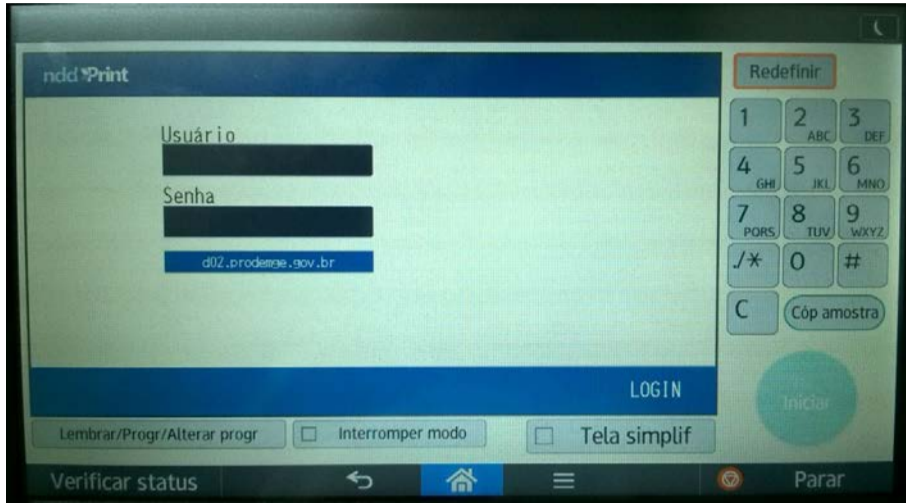 ndd Print
Redefinir
Usuário
Senha
d02.prodemge.gov.br
1
2 ABC
3 DEF
4 GHI
5 JKL
6 MNO
7 PQRS
8 TUV
9 WXYZ
./*
0
#
C
Cóp amostra
LOGIN
Iniciar
Lembrar/Progr/Alterar progr
Interromper modo
Tela simplif
Verificar status
Parar